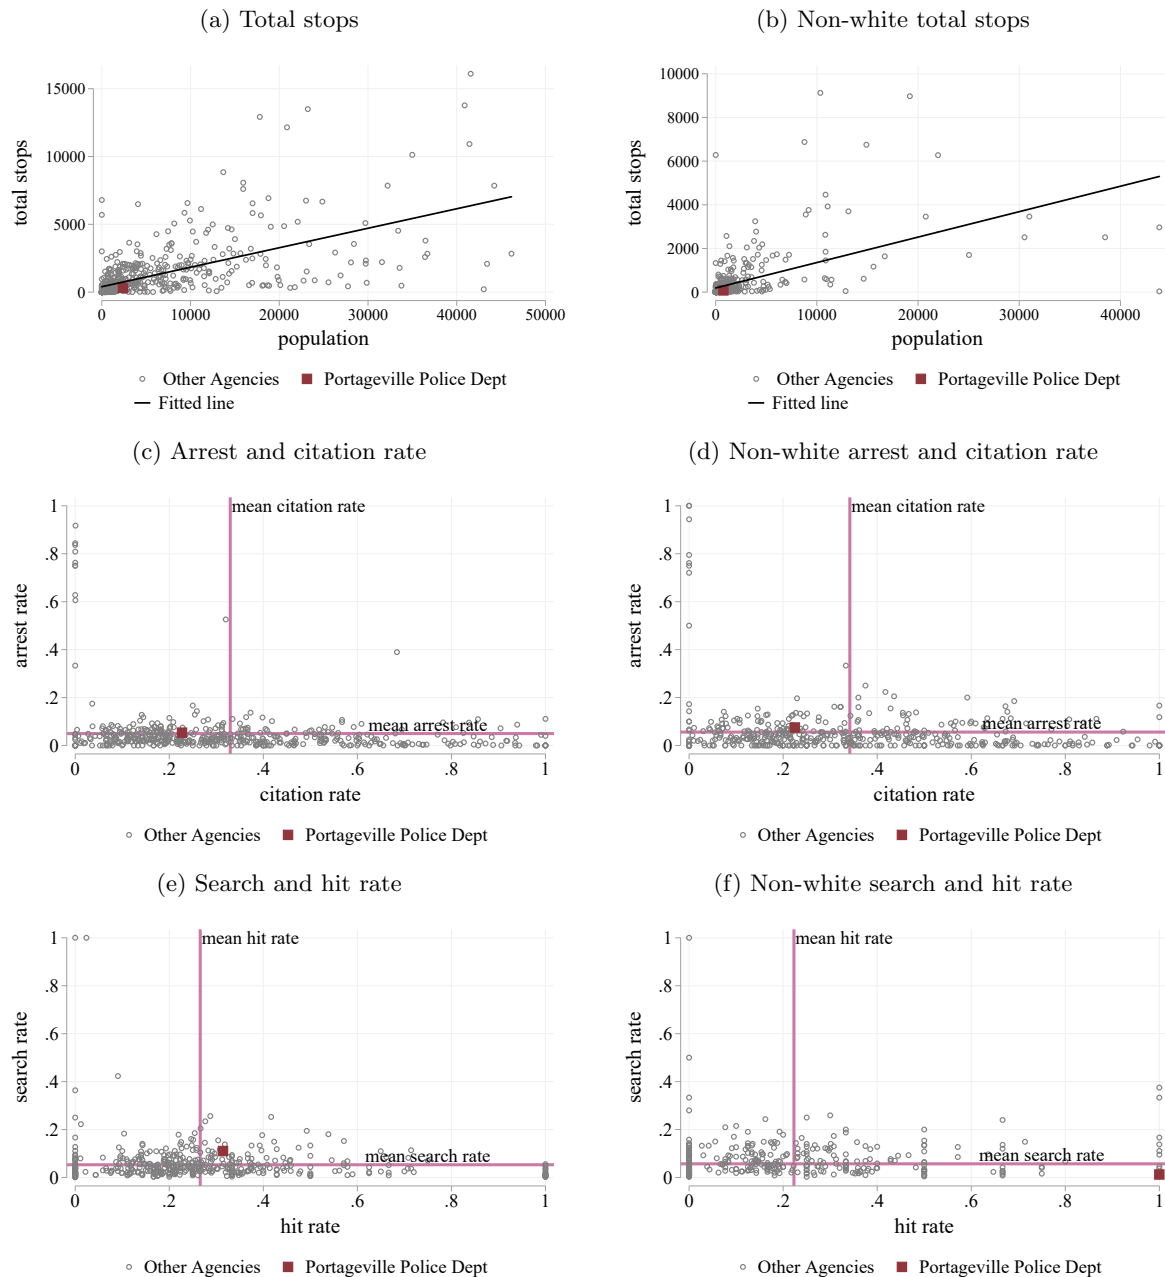 (a) Total stops
(b) Non-white total stops
total stops
15000
10000
5000
0
0 10000 20000 30000 40000 50000
population
Other Agencies Portageville Police Dept
Fitted line
total stops
10000
8000
6000
4000
2000
0
0 10000 20000 30000 40000
population
Other Agencies Portageville Police Dept
Fitted line
(c) Arrest and citation rate
(d) Non-white arrest and citation rate
arrest rate
1
.8
.6
.4
.2
0
mean citation rate
mean arrest rate
0 .2 .4 .6 .8 1
citation rate
Other Agencies Portageville Police Dept
arrest rate
1
.8
.6
.4
.2
0
mean citation rate
mean arrest rate
0 .2 .4 .6 .8 1
citation rate
Other Agencies Portageville Police Dept
(e) Search and hit rate
(f) Non-white search and hit rate
search rate
1
.8
.6
.4
.2
0
mean hit rate
mean search rate
0 .2 .4 .6 .8 1
hit rate
Other Agencies Portageville Police Dept
search rate
1
.8
.6
.4
.2
0
mean hit rate
mean search rate
0 .2 .4 .6 .8 1
hit rate
Other Agencies Portageville Police Dept